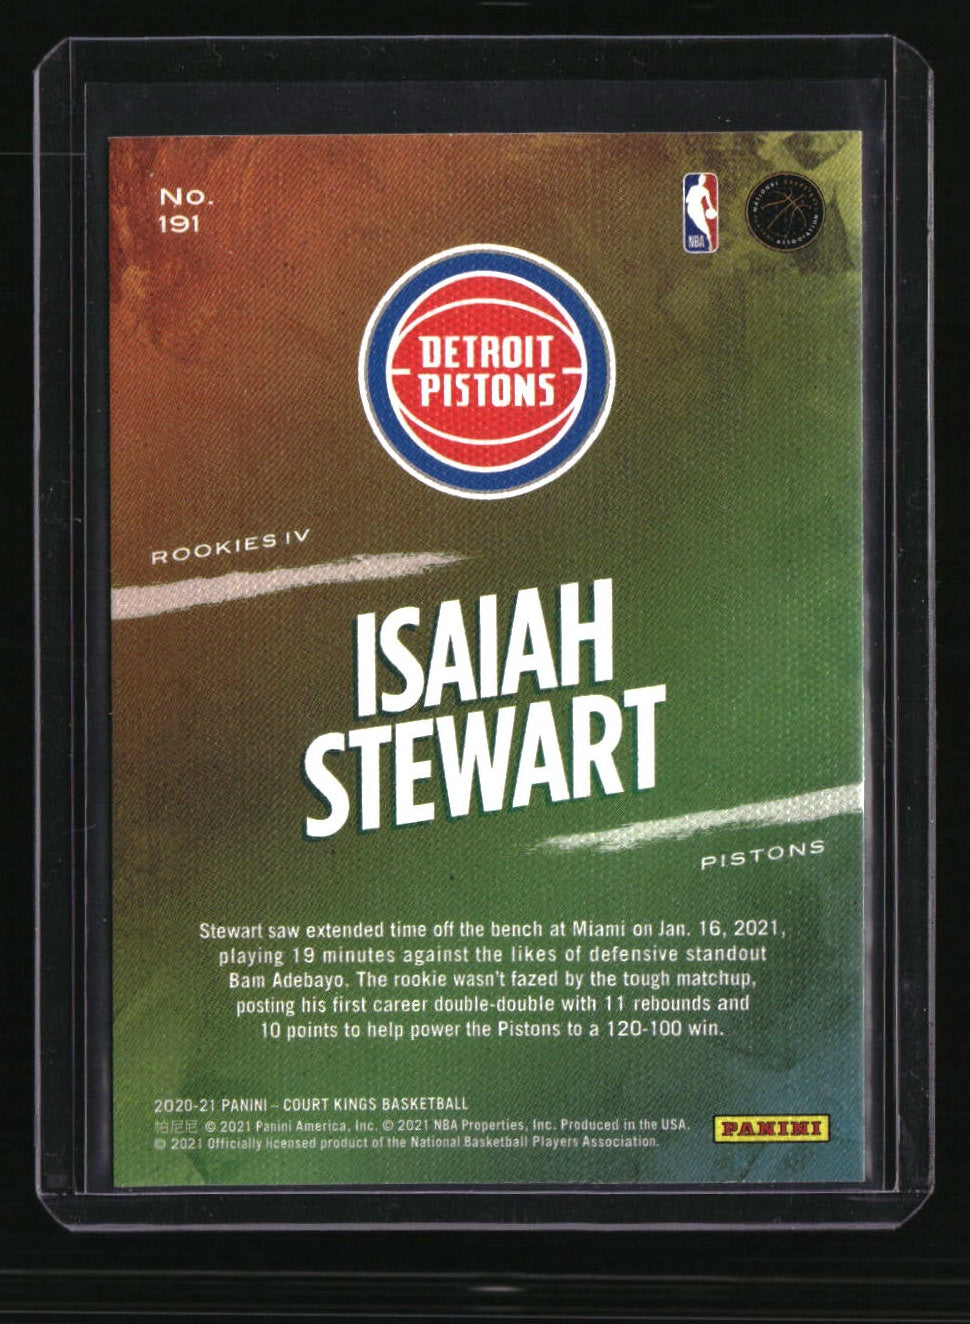 No.
191
NBA
NATIONAL BASKETBALL
ASSOCIATION
DETROIT
PISTONS
ROOKIES IV
ISAIAH
STEWART
PISTONS
Stewart saw extended time off the bench at Miami on Jan. 16, 2021,
playing 19 minutes against the likes of defensive standout
Bam Adebayo. The rookie wasn't fazed by the tough matchup,
posting his first career double-double with 11 rebounds and
10 points to help power the Pistons to a 120-100 win.
2020-21 PANINI – COURT KINGS BASKETBALL
帕尼尼 © 2021 Panini America, Inc. © 2021 NBA Properties, Inc. Produced in the USA.
© 2021 Officially licensed product of the National Basketball Players Association.
PANINI